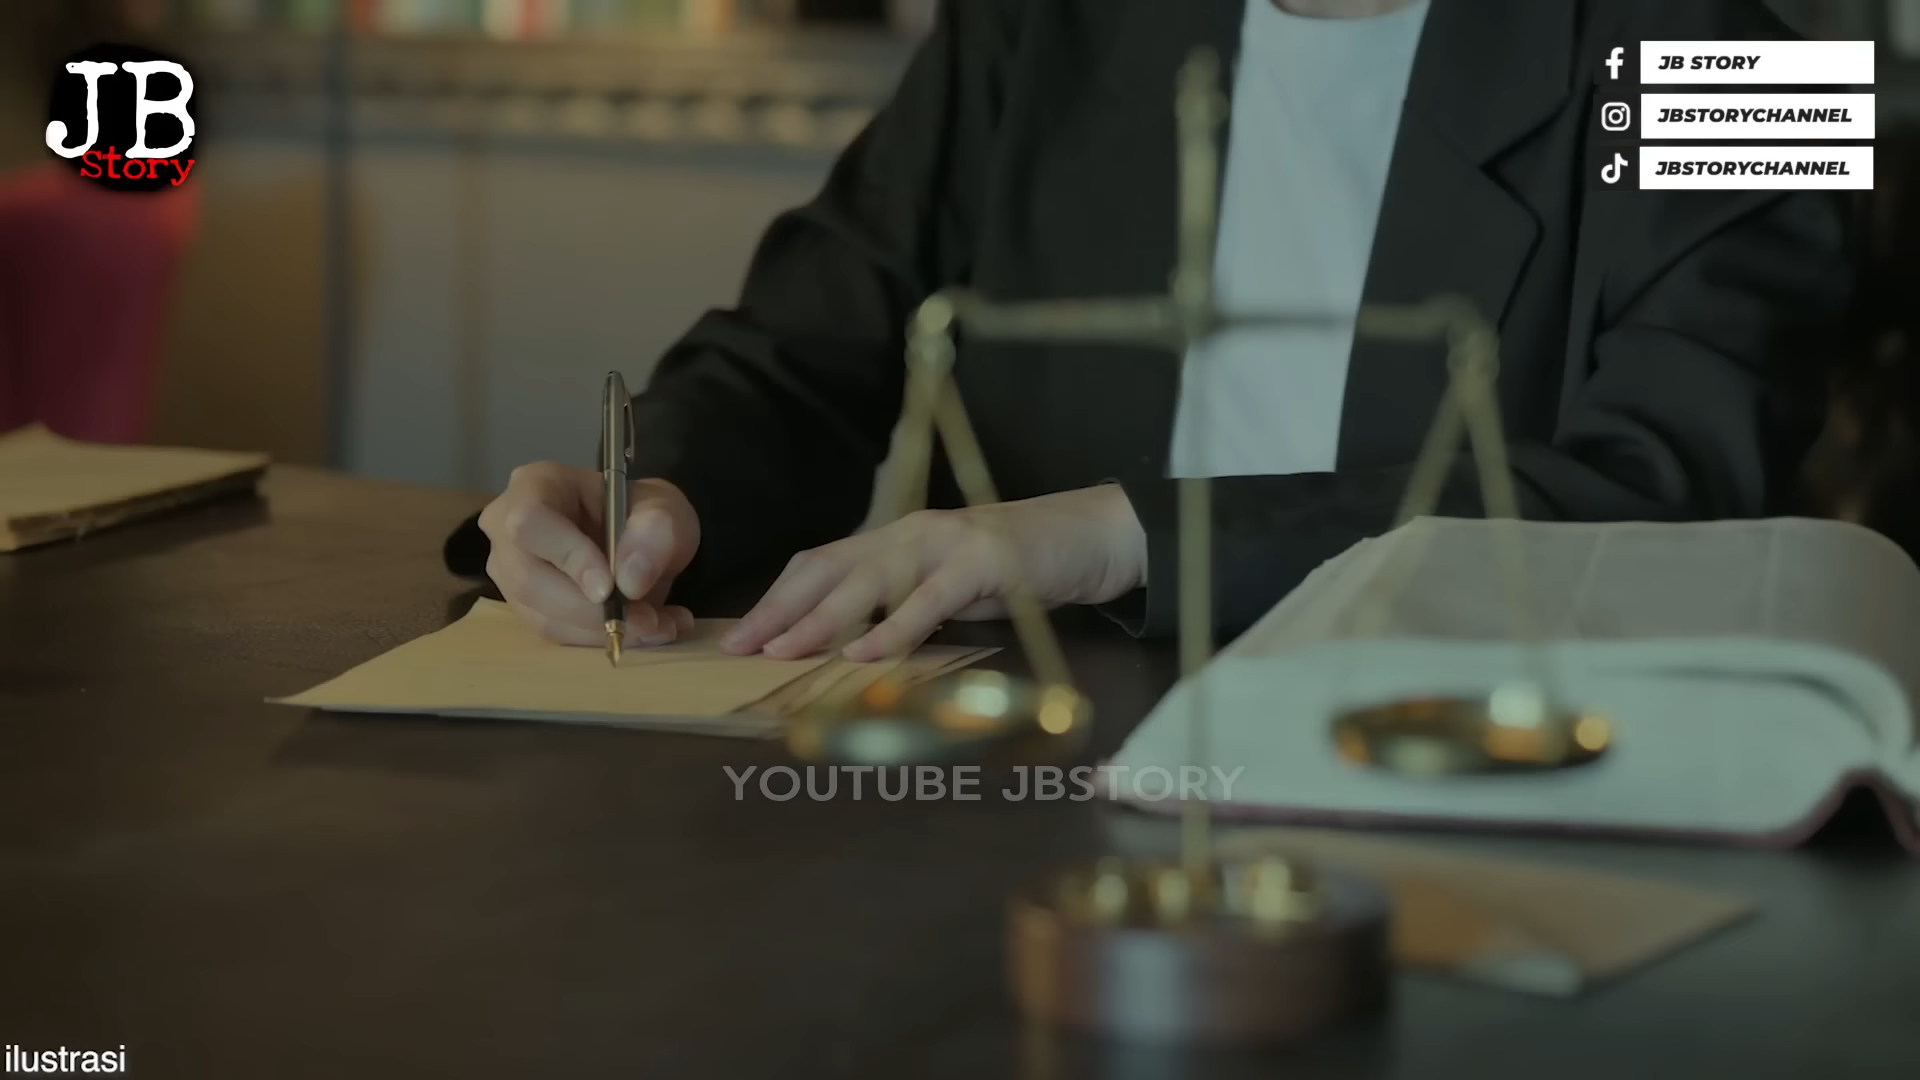 JB
Story
JB STORY
JBSTORYCHANNEL
JBSTORYCHANNEL
YOUTUBE JBSTORY
ilustrasi